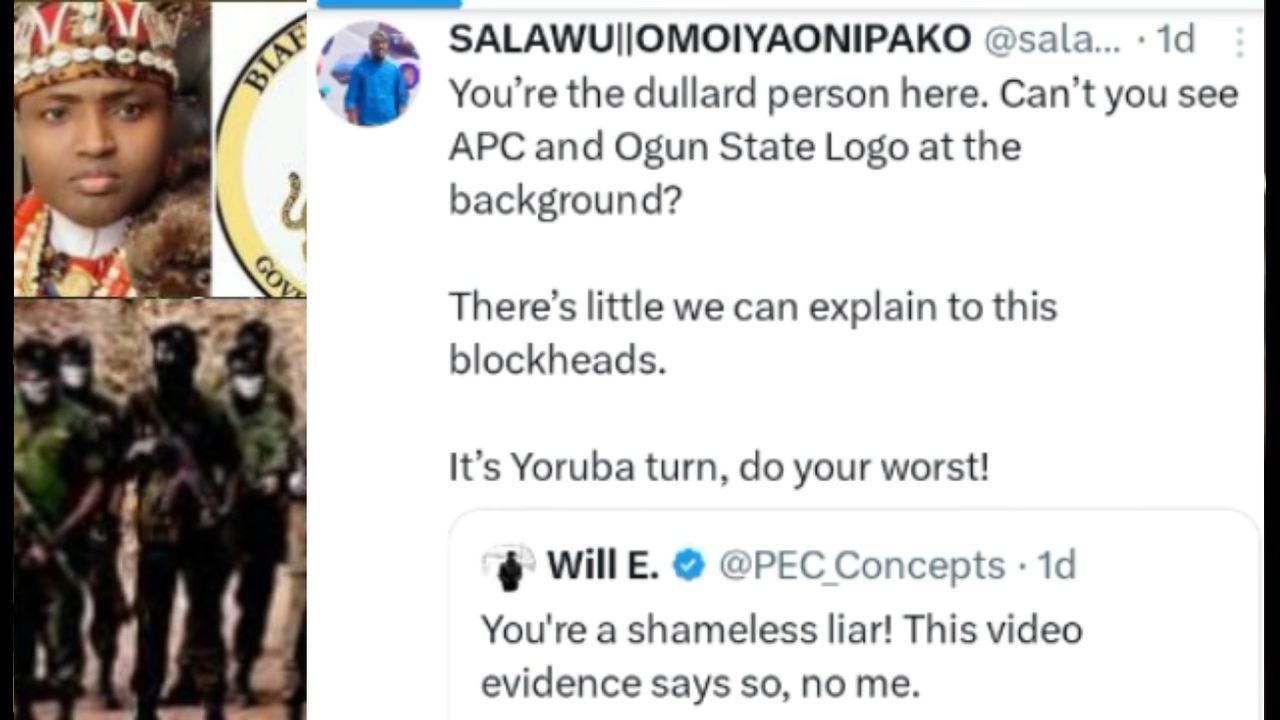 BIAF
GOV
SALAWU||OMOIYAONIPAKO @sala... · 1d
You’re the dullard person here. Can’t you see
APC and Ogun State Logo at the
background?
There’s little we can explain to this
blockheads.
It’s Yoruba turn, do your worst!
Will E. @PEC_Concepts · 1d
You're a shameless liar! This video
evidence says so, no me.